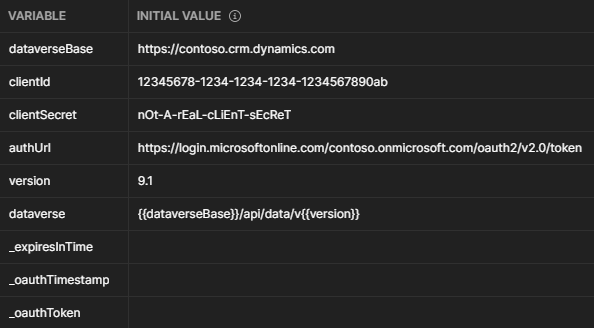 VARIABLE INITIAL VALUE
dataverseBase https://contoso.crm.dynamics.com
clientId 12345678-1234-1234-1234-1234567890ab
clientSecret nOt-A-rEaL-cLiEnT-sEcReT
authUrl https://login.microsoftonline.com/contoso.onmicrosoft.com/oauth2/v2.0/token
version 9.1
dataverse {{dataverseBase}}/api/data/v{{version}}
_expiresInTime
_oauthTimestamp
_oauthToken